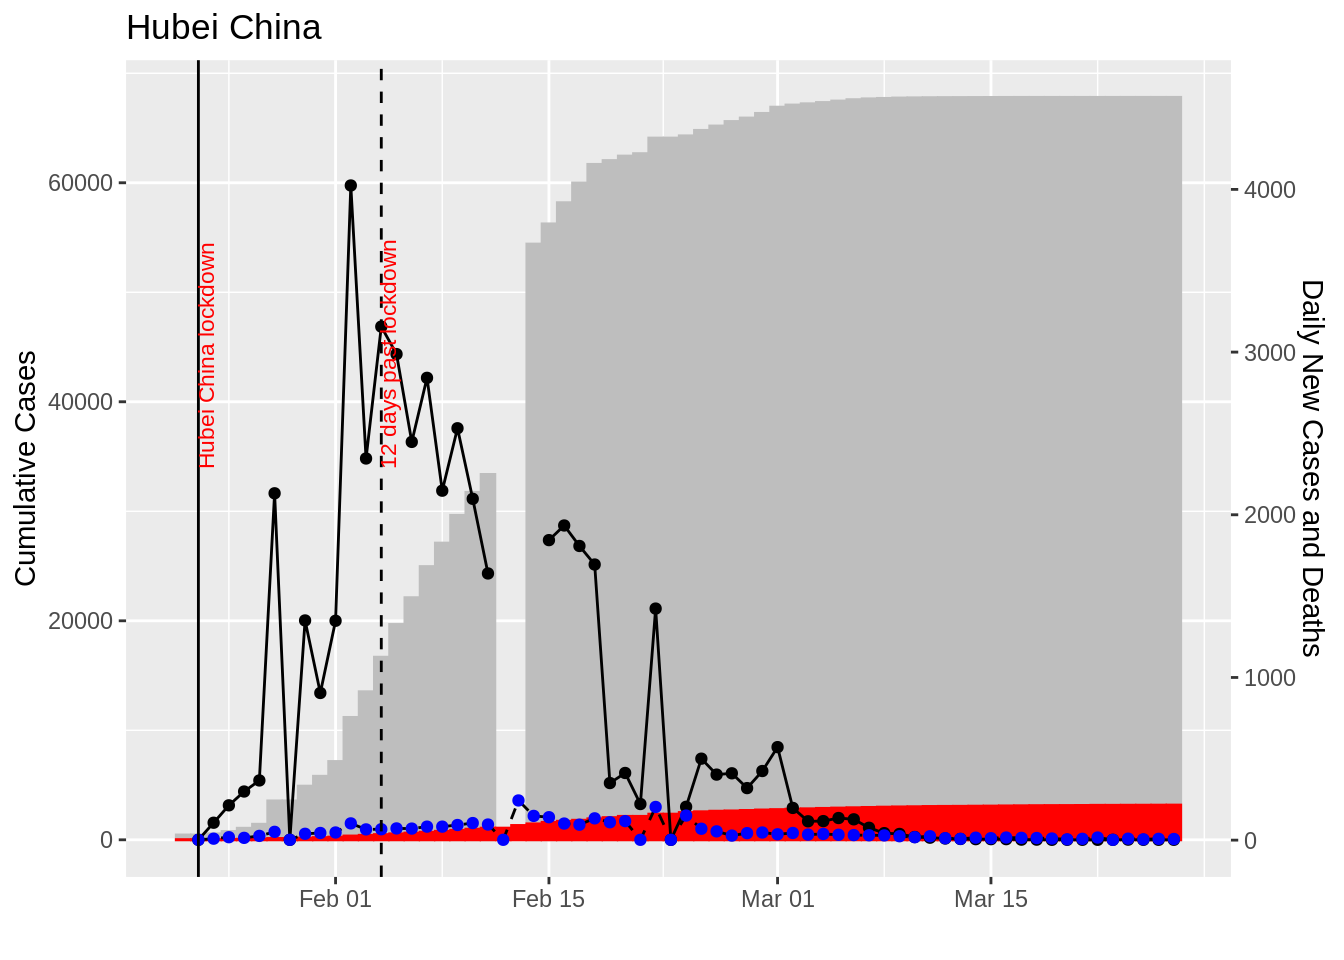 Hubei China
Cumulative Cases
60000
40000
20000
0
Hubei China lockdown
12 days past lockdown
4000
3000
2000
1000
0
Daily New Cases and Deaths
Feb 01
Feb 15
Mar 01
Mar 15